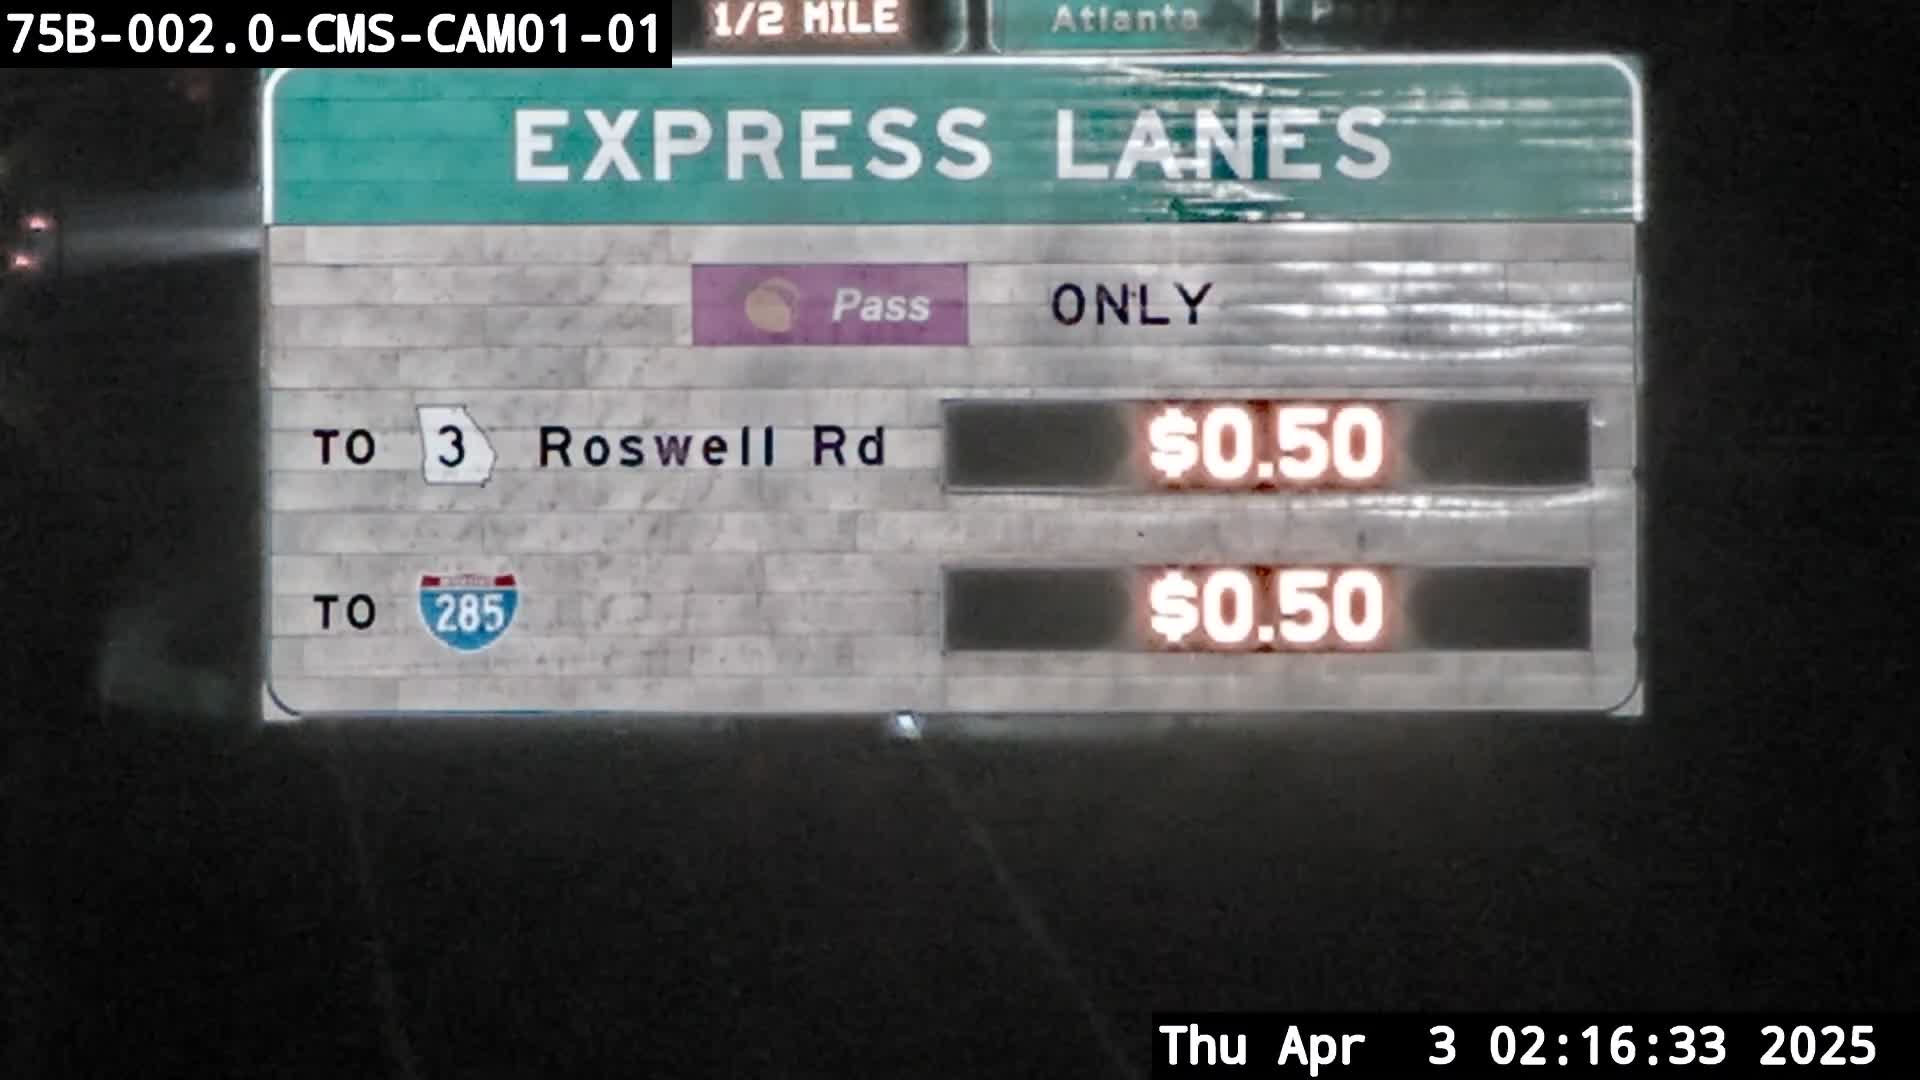 75B-002.0-CMS-CAM01-01
1/2 MILE
Atlanta
EXPRESS LANES
Pass ONLY
TO 3 Roswell Rd $0.50
TO 285 $0.50
Thu Apr 3 02:16:33 2025